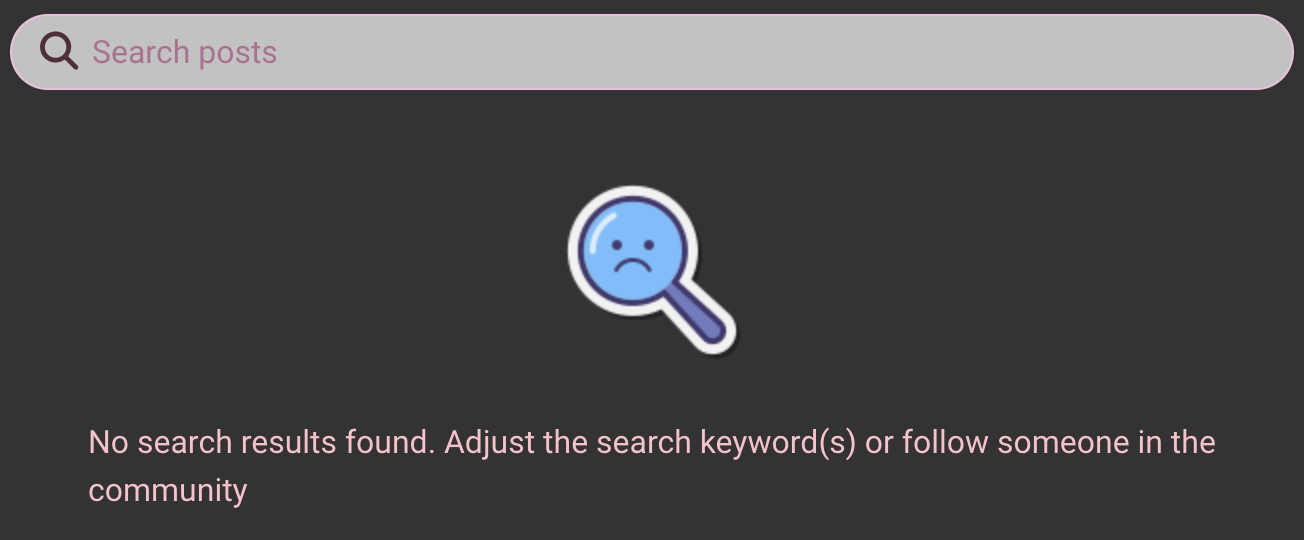 Search posts
No search results found. Adjust the search keyword(s) or follow someone in the
community